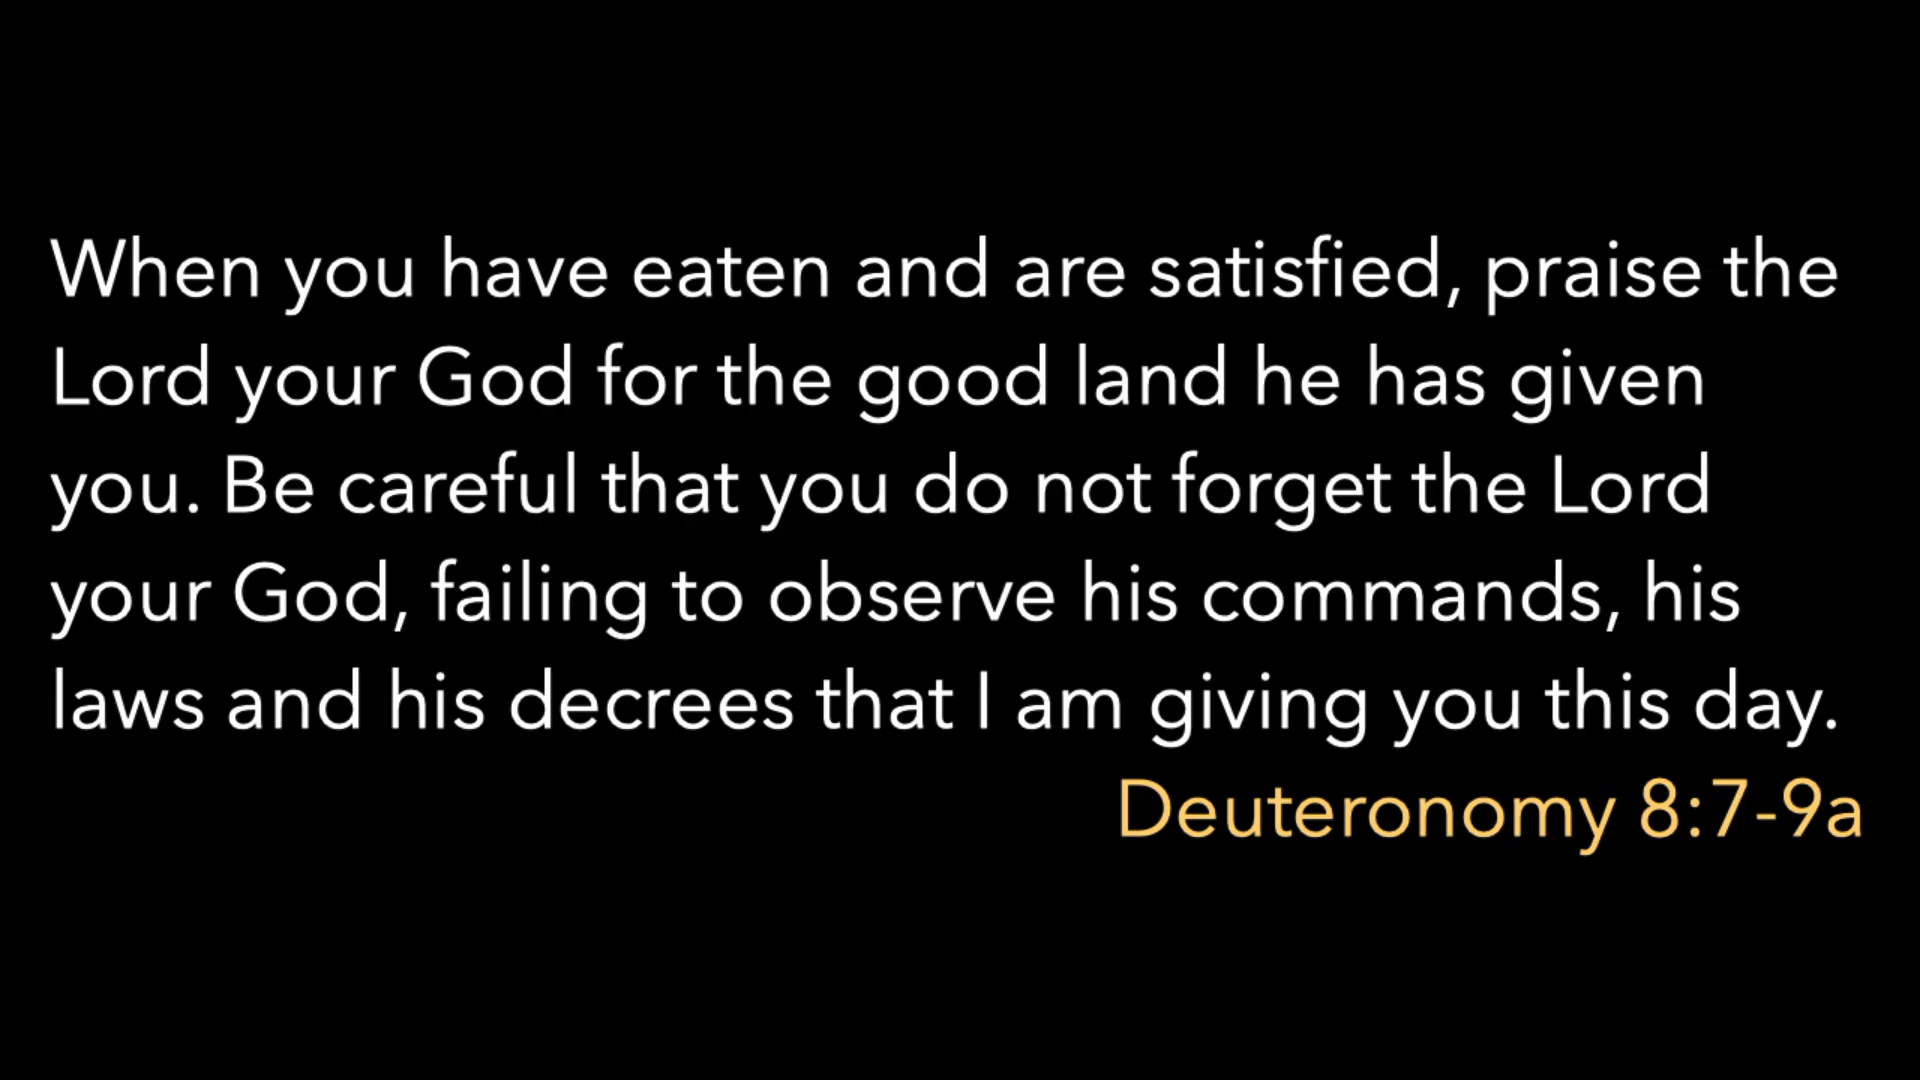 When you have eaten and are satisfied, praise the
Lord your God for the good land he has given
you. Be careful that you do not forget the Lord
your God, failing to observe his commands, his
laws and his decrees that I am giving you this day.
Deuteronomy 8:7-9a